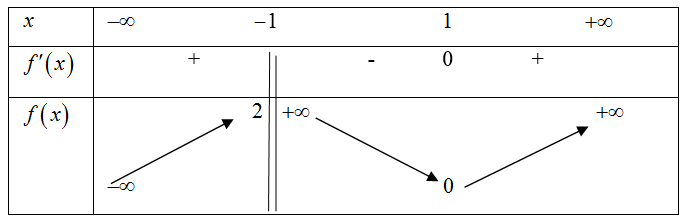 x –∞ –1 1 +∞
f′(x) + - 0 +
f(x) 2 +∞ +∞
–∞ 0